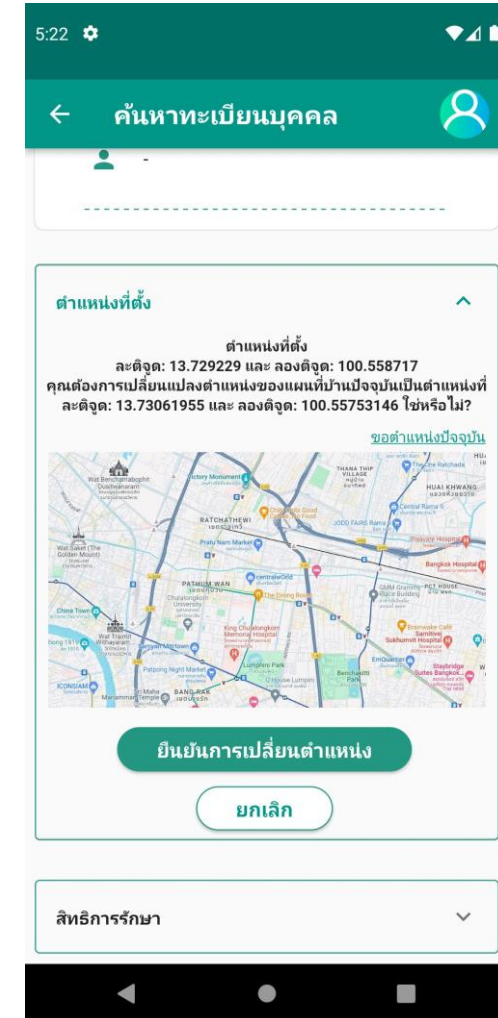 5:22
ค้นหาทะเบียนบุคคล
-
ตำแหน่งที่ตั้ง
ตำแหน่งที่ตั้ง
ละติจูด: 13.729229 และ ลองติจูด: 100.558717
คุณต้องการเปลี่ยนแปลงตำแหน่งของแผนที่บ้านปัจจุบันเป็นตำแหน่งที่
ละติจูด: 13.73061955 และ ลองติจูด: 100.55753146 ใช่หรือไม่?
ขอตำแหน่งปัจจุบัน
Wat Benchamabophit
Dusitwanaram
Victory Monument
THANA THIP
VILLAGE
The One Ratchada
HUAI KHWANG
Central Rama 9
RATCHATHEWI
JODD FAIRS Rama
Wat Saket (The
Golden Mount)
Pratu Nam Market
Bangkok Hospital
PATHUM WAN
centralwOrld
GMM Grammy
Building
PCT HOUSE
Chulalongkorn
University
The Dining Room
China Town
Wat Traimit
King Chulalongkorn
Memorial Hospital
Samitivej
Sukhumvit Hospital
Patpong Night Market
Lumpini Park
EmQuartier
Benchasiri
Park
Staybridge
Suites Bangkok...
ICONSIAM
Q House Lumpini
Mariamman Temple
BANG RAK
ยืนยันการเปลี่ยนตำแหน่ง
ยกเลิก
สิทธิการรักษา